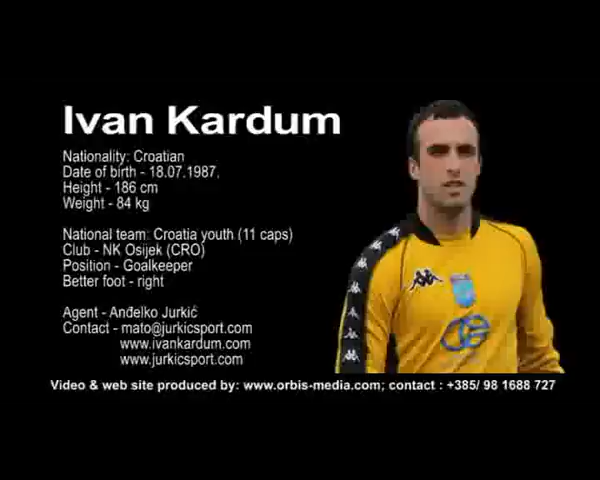 Ivan Kardum
Nationality: Croatian
Date of birth - 18.07.1987.
Height - 186 cm
Weight - 84 kg
National team: Croatia youth (11 caps)
Club - NK Osijek (CRO)
Position - Goalkeeper
Better foot - right
Agent - Anđelko Jurkić
Contact - mato@jurkicsport.com
www.ivankardum.com
www.jurkicsport.com
Kappa
Video & web site produced by: www.orbis-media.com; contact : +385/ 98 1688 727